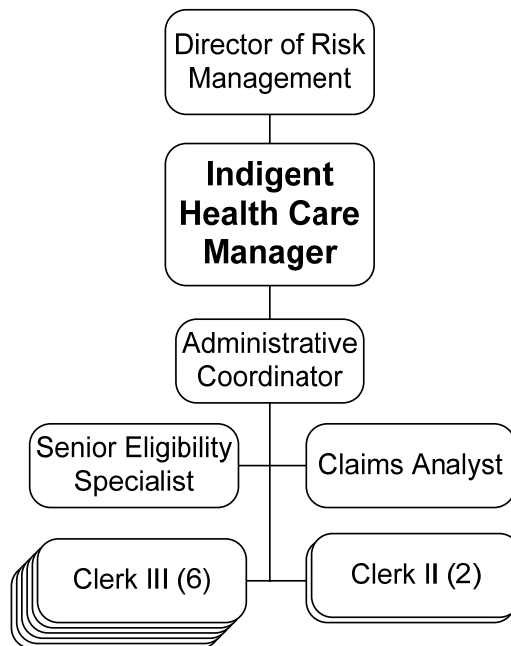 Director of Risk
Management
Indigent
Health Care
Manager
Administrative
Coordinator
Senior Eligibility
Specialist
Claims Analyst
Clerk III (6)
Clerk II (2)